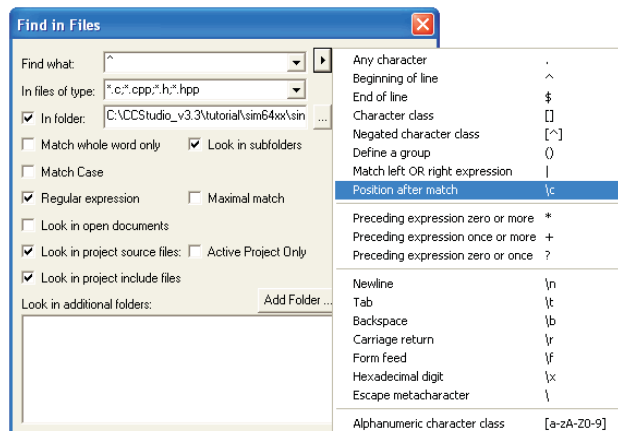 Find in Files
Find what: ^
In files of type: *.c;*.cpp;*.h;*.hpp
In folder: C:\CCStudio_v3.3\tutorial\sim64xx\sin ...
Match whole word only Look in subfolders
Match Case
Regular expression Maximal match
Look in open documents
Look in project source files: Active Project Only
Look in project include files
Look in additional folders: Add Folder ...
Any character .
Beginning of line ^
End of line $
Character class []
Negated character class [^]
Define a group ()
Match left OR right expression |
Position after match \c
Preceding expression zero or more *
Preceding expression once or more +
Preceding expression zero or once ?
Newline \n
Tab \t
Backspace \b
Carriage return \r
Form feed \f
Hexadecimal digit \x
Escape metacharacter \
Alphanumeric character class [a-zA-Z0-9]